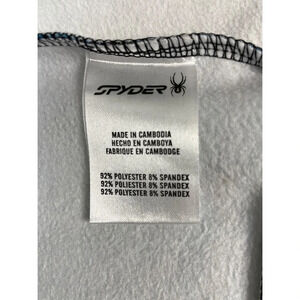 SPYDER
MADE IN CAMBODIA
HECHO EN CAMBOYA
FABRIQUE EN CAMBODGE
92% POLYESTER 8% SPANDEX
92% POLYESTER 8% SPANDEX
92% POLYESTER 8% SPANDEX